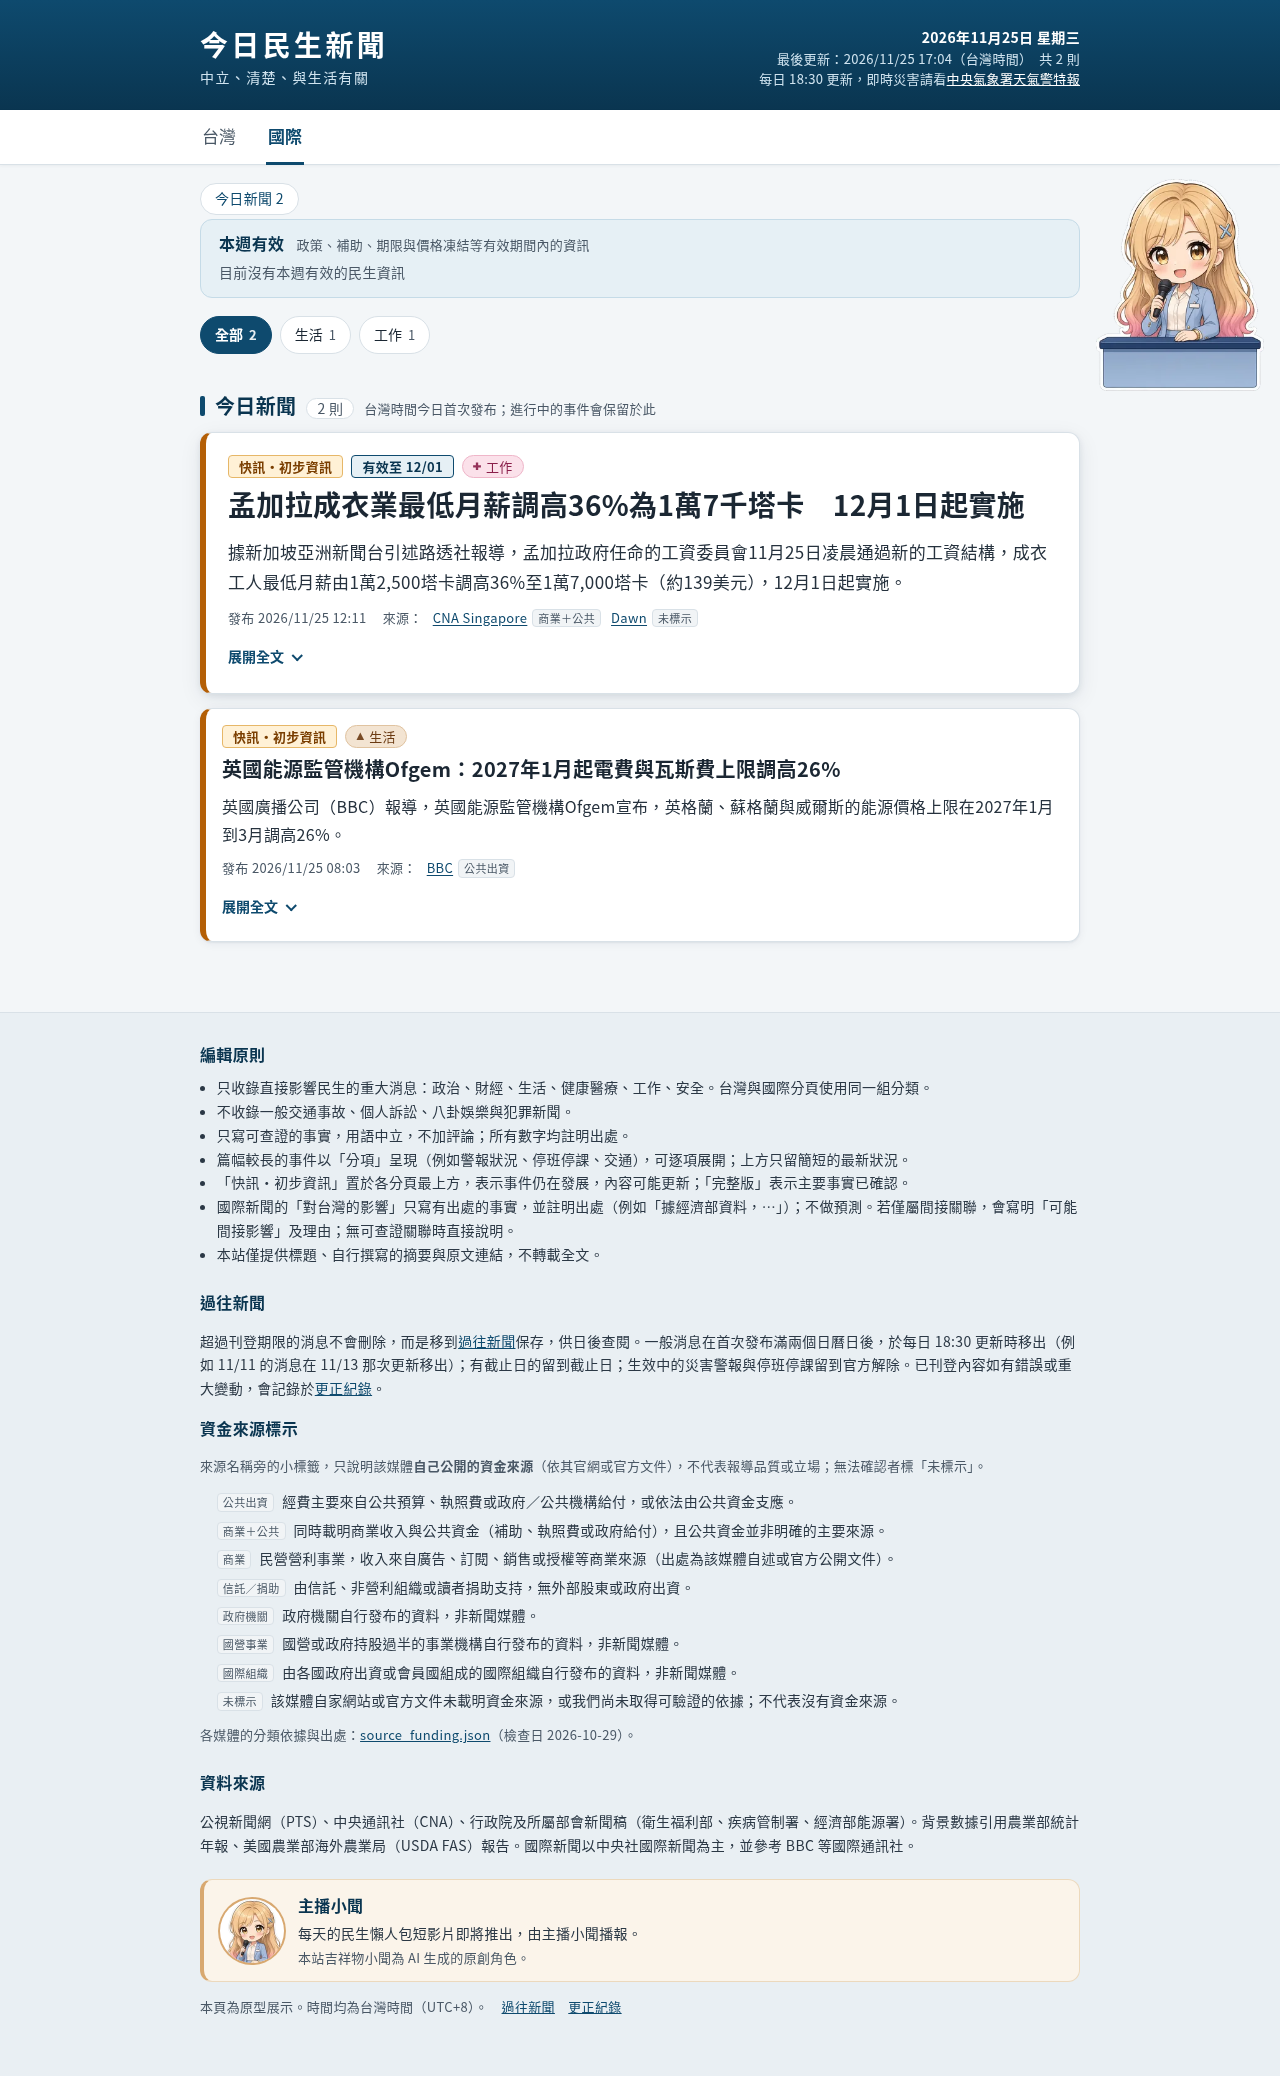 今日民生新聞
中立、清楚、與生活有關
2026年11月25日 星期三
最後更新：2026/11/25 17:04（台灣時間） 共 2 則
每日 18:30 更新，即時災害請看中央氣象署天氣警特報
台灣 國際
今日新聞 2
本週有效 政策、補助、期限與價格凍結等有效期間內的資訊
目前沒有本週有效的民生資訊
全部 2 生活 1 工作 1
今日新聞 2 則 台灣時間今日首次發布；進行中的事件會保留於此
快訊・初步資訊 有效至 12/01 ✚ 工作
孟加拉成衣業最低月薪調高36%為1萬7千塔卡　12月1日起實施
據新加坡亞洲新聞台引述路透社報導，孟加拉政府任命的工資委員會11月25日凌晨通過新的工資結構，成衣
工人最低月薪由1萬2,500塔卡調高36%至1萬7,000塔卡（約139美元），12月1日起實施。
發布 2026/11/25 12:11 來源： CNA Singapore 商業＋公共 Dawn 未標示
展開全文
快訊・初步資訊 ▲ 生活
英國能源監管機構Ofgem：2027年1月起電費與瓦斯費上限調高26%
英國廣播公司（BBC）報導，英國能源監管機構Ofgem宣布，英格蘭、蘇格蘭與威爾斯的能源價格上限在2027年1月
到3月調高26%。
發布 2026/11/25 08:03 來源： BBC 公共出資
展開全文
編輯原則
• 只收錄直接影響民生的重大消息：政治、財經、生活、健康醫療、工作、安全。台灣與國際分頁使用同一組分類。
• 不收錄一般交通事故、個人訴訟、八卦娛樂與犯罪新聞。
• 只寫可查證的事實，用語中立，不加評論；所有數字均註明出處。
• 篇幅較長的事件以「分項」呈現（例如警報狀況、停班停課、交通），可逐項展開；上方只留簡短的最新狀況。
• 「快訊・初步資訊」置於各分頁最上方，表示事件仍在發展，內容可能更新；「完整版」表示主要事實已確認。
• 國際新聞的「對台灣的影響」只寫有出處的事實，並註明出處（例如「據經濟部資料，…」）；不做預測。若僅屬間接關聯，會寫明「可能
間接影響」及理由；無可查證關聯時直接說明。
• 本站僅提供標題、自行撰寫的摘要與原文連結，不轉載全文。
過往新聞
超過刊登期限的消息不會刪除，而是移到過往新聞保存，供日後查閱。一般消息在首次發布滿兩個日曆日後，於每日 18:30 更新時移出（例
如 11/11 的消息在 11/13 那次更新移出）；有截止日的留到截止日；生效中的災害警報與停班停課留到官方解除。已刊登內容如有錯誤或重
大變動，會記錄於更正紀錄。
資金來源標示
來源名稱旁的小標籤，只說明該媒體自己公開的資金來源（依其官網或官方文件），不代表報導品質或立場；無法確認者標「未標示」。
公共出資 經費主要來自公共預算、執照費或政府／公共機構給付，或依法由公共資金支應。
商業＋公共 同時載明商業收入與公共資金（補助、執照費或政府給付），且公共資金並非明確的主要來源。
商業 民營營利事業，收入來自廣告、訂閱、銷售或授權等商業來源（出處為該媒體自述或官方公開文件）。
信託／捐助 由信託、非營利組織或讀者捐助支持，無外部股東或政府出資。
政府機關 政府機關自行發布的資料，非新聞媒體。
國營事業 國營或政府持股過半的事業機構自行發布的資料，非新聞媒體。
國際組織 由各國政府出資或會員國組成的國際組織自行發布的資料，非新聞媒體。
未標示 該媒體自家網站或官方文件未載明資金來源，或我們尚未取得可驗證的依據；不代表沒有資金來源。
各媒體的分類依據與出處：source_funding.json（檢查日 2026-10-29）。
資料來源
公視新聞網（PTS）、中央通訊社（CNA）、行政院及所屬部會新聞稿（衛生福利部、疾病管制署、經濟部能源署）。背景數據引用農業部統計
年報、美國農業部海外農業局（USDA FAS）報告。國際新聞以中央社國際新聞為主，並參考 BBC 等國際通訊社。
主播小聞
每天的民生懶人包短影片即將推出，由主播小聞播報。
本站吉祥物小聞為 AI 生成的原創角色。
本頁為原型展示。時間均為台灣時間（UTC+8）。 過往新聞 更正紀錄